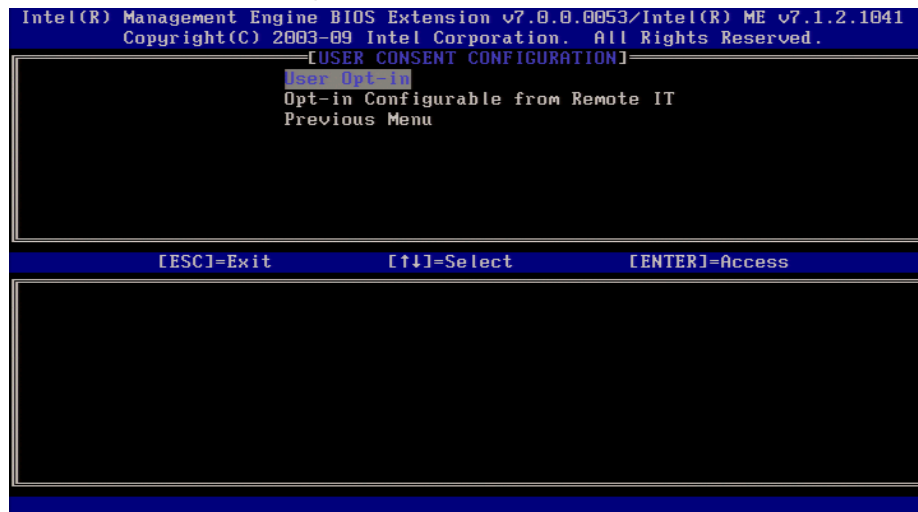 Intel(R) Management Engine BIOS Extension v7.0.0.0053/Intel(R) ME v7.1.2.1041
Copyright(C) 2003-09 Intel Corporation. All Rights Reserved.
[USER CONSENT CONFIGURATION]
User Opt-in
Opt-in Configurable from Remote IT
Previous Menu
[ESC]=Exit [↑↓]=Select [ENTER]=Access